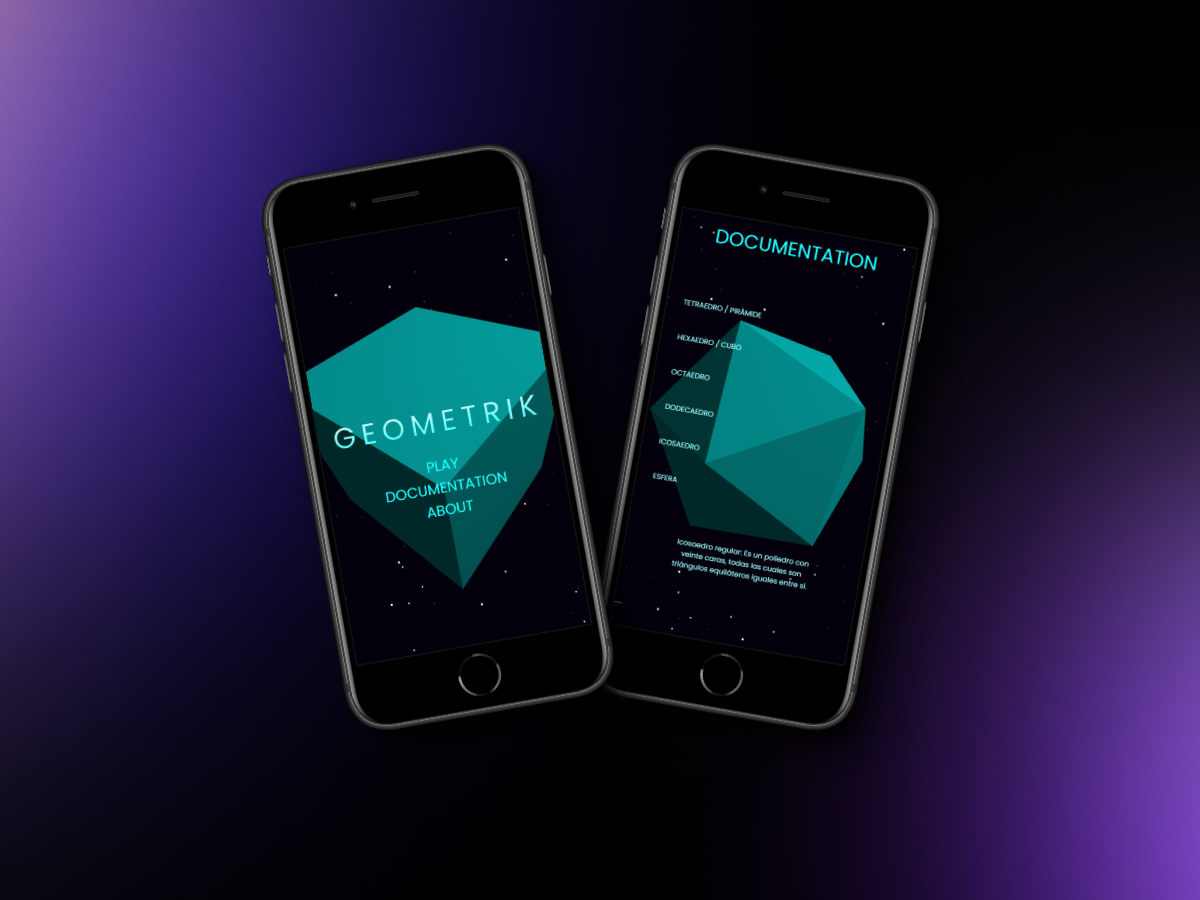 GEOMETRIK
PLAY
DOCUMENTATION
ABOUT
DOCUMENTATION
TETRAEDRO / PIRÁMIDE
HEXAEDRO / CUBO
OCTAEDRO
DODECAEDRO
ICOSAEDRO
ESFERA
Icosaedro regular: Es un poliedro con
veinte caras, todas las cuales son
triángulos equiláteros iguales entre sí.